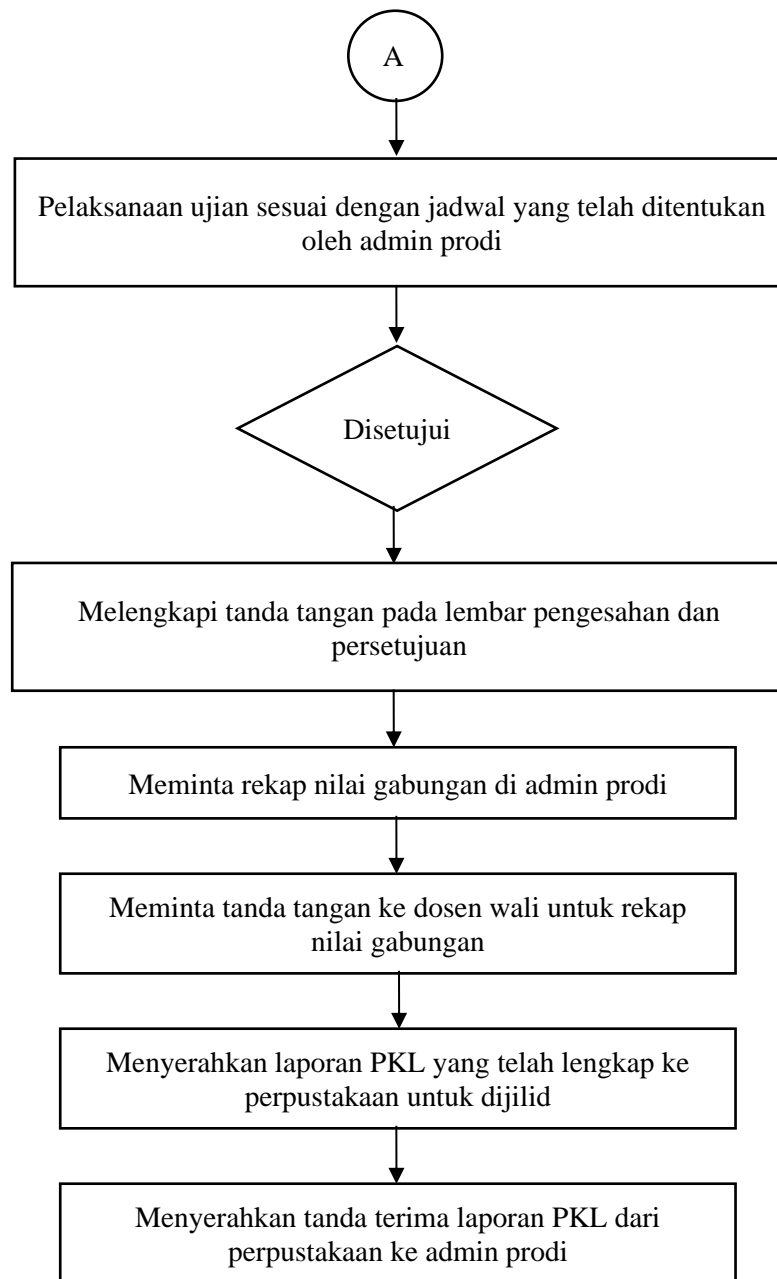 A
Pelaksanaan ujian sesuai dengan jadwal yang telah ditentukan
oleh admin prodi
Disetujui
Melengkapi tanda tangan pada lembar pengesahan dan
persetujuan
Meminta rekap nilai gabungan di admin prodi
Meminta tanda tangan ke dosen wali untuk rekap
nilai gabungan
Menyerahkan laporan PKL yang telah lengkap ke
perpustakaan untuk dijilid
Menyerahkan tanda terima laporan PKL dari
perpustakaan ke admin prodi